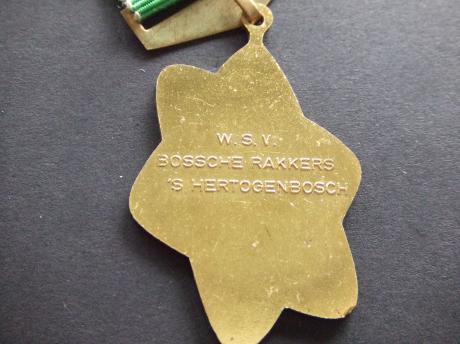 W.S.V.
BOSSCHE RAKKERS
'S HERTOGENBOSCH